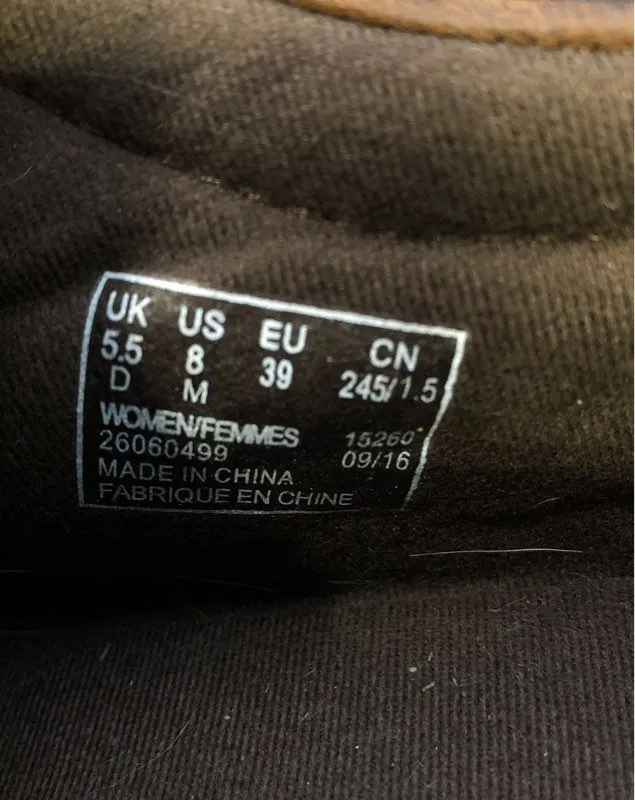 UK US EU CN
5.5 8 39 245/1.5
D M
WOMEN/FEMMES 15260
26060499 09/16
MADE IN CHINA
FABRIQUE EN CHINE